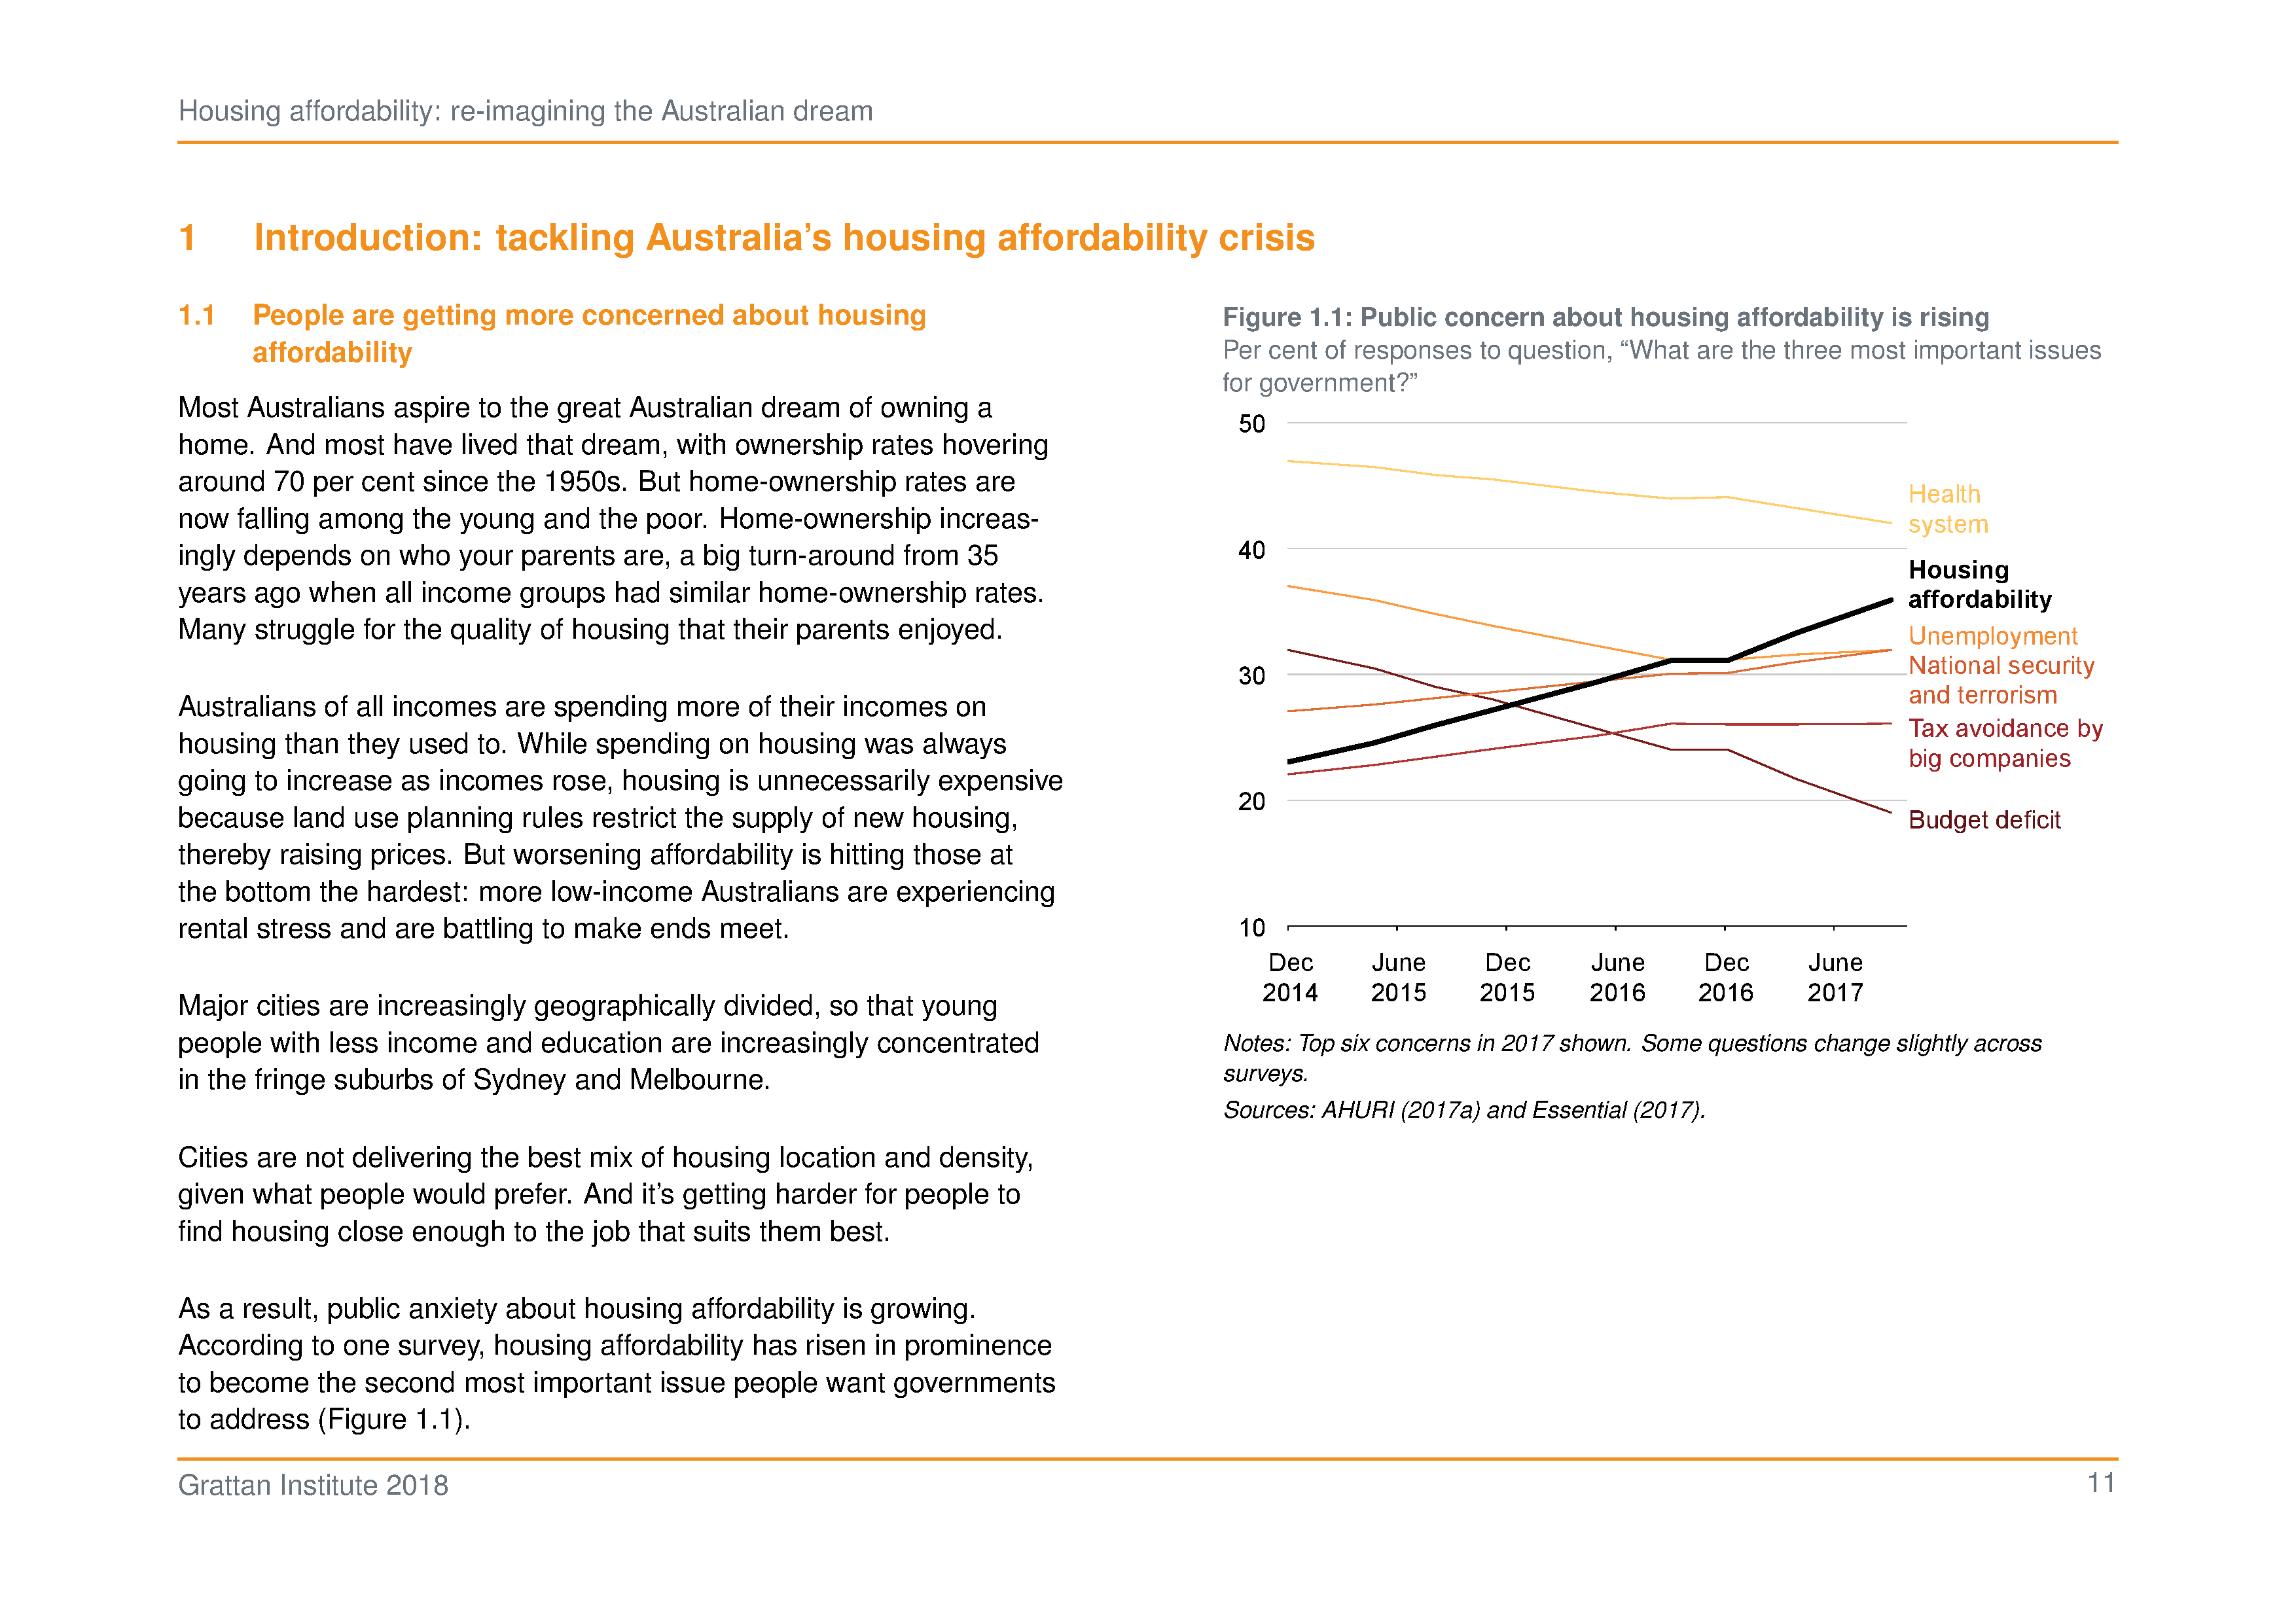 Housing affordability: re-imagining the Australian dream
1 Introduction: tackling Australia’s housing affordability crisis
1.1 People are getting more concerned about housing
affordability
Most Australians aspire to the great Australian dream of owning a
home. And most have lived that dream, with ownership rates hovering
around 70 per cent since the 1950s. But home-ownership rates are
now falling among the young and the poor. Home-ownership increas-
ingly depends on who your parents are, a big turn-around from 35
years ago when all income groups had similar home-ownership rates.
Many struggle for the quality of housing that their parents enjoyed.
Australians of all incomes are spending more of their incomes on
housing than they used to. While spending on housing was always
going to increase as incomes rose, housing is unnecessarily expensive
because land use planning rules restrict the supply of new housing,
thereby raising prices. But worsening affordability is hitting those at
the bottom the hardest: more low-income Australians are experiencing
rental stress and are battling to make ends meet.
Major cities are increasingly geographically divided, so that young
people with less income and education are increasingly concentrated
in the fringe suburbs of Sydney and Melbourne.
Cities are not delivering the best mix of housing location and density,
given what people would prefer. And it’s getting harder for people to
find housing close enough to the job that suits them best.
As a result, public anxiety about housing affordability is growing.
According to one survey, housing affordability has risen in prominence
to become the second most important issue people want governments
to address (Figure 1.1).
Figure 1.1: Public concern about housing affordability is rising
Per cent of responses to question, “What are the three most important issues
for government?”
50
40
30
20
10
Health
system
Housing
affordability
Unemployment
National security
and terrorism
Tax avoidance by
big companies
Budget deficit
Dec June Dec June Dec June
2014 2015 2015 2016 2016 2017
Notes: Top six concerns in 2017 shown. Some questions change slightly across
surveys.
Sources: AHURI (2017a) and Essential (2017).
Grattan Institute 2018
11